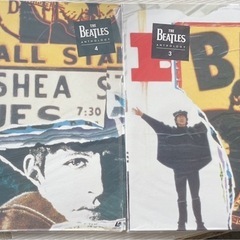 THE
BEATLES
ANTHOLOGY
4
ALL STA
SHEA S
UES
7:30
THE
BEATLES
ANTHOLOGY
3
B